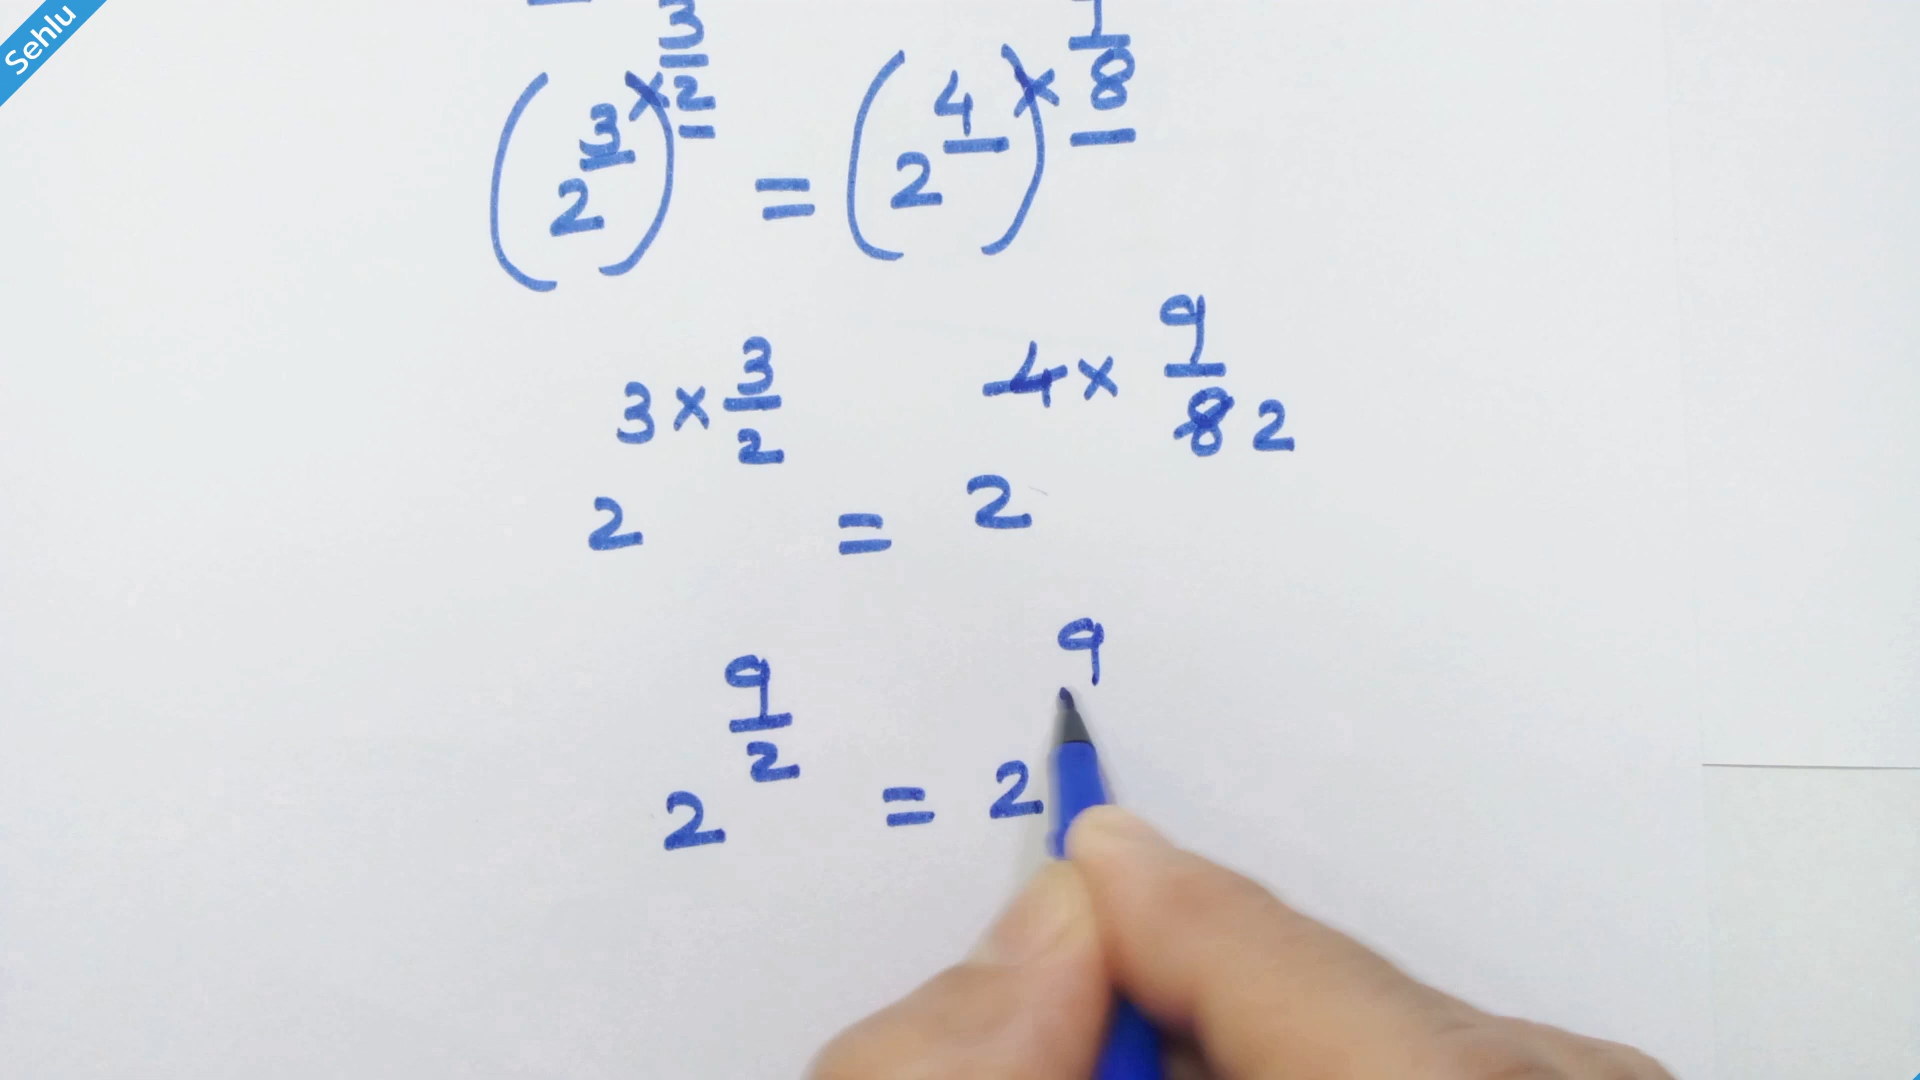 Sehlu
(2^3)^{×3/2} = (2^4)^{×9/8}
2^{3×3/2} = 2^{4×9/8 2}
2^{9/2} = 2^9